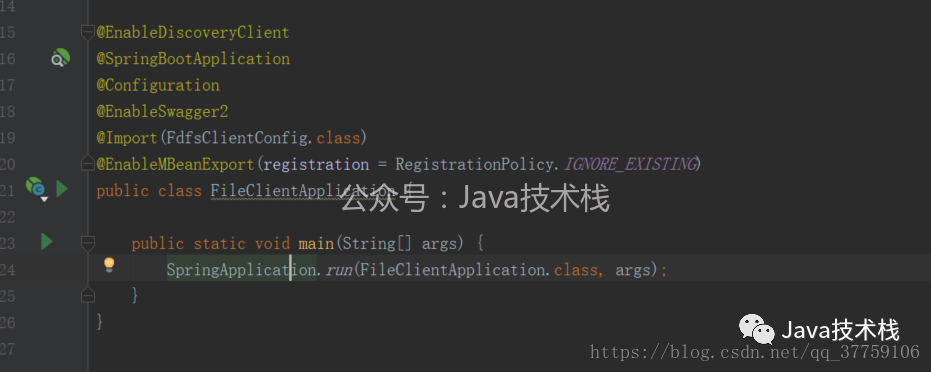 14
15 @EnableDiscoveryClient
16 @SpringBootApplication
17 @Configuration
18 @EnableSwagger2
19 @Import(FdfsClientConfig.class)
20 @EnableMBeanExport(registration = RegistrationPolicy.IGNORE_EXISTING)
21 public class FileClientApplication {
公众号：Java技术栈
22
23 public static void main(String[] args) {
24 SpringApplication.run(FileClientApplication.class, args);
25 }
26 }
27
Java技术栈
https://blog.csdn.net/qq_37759106